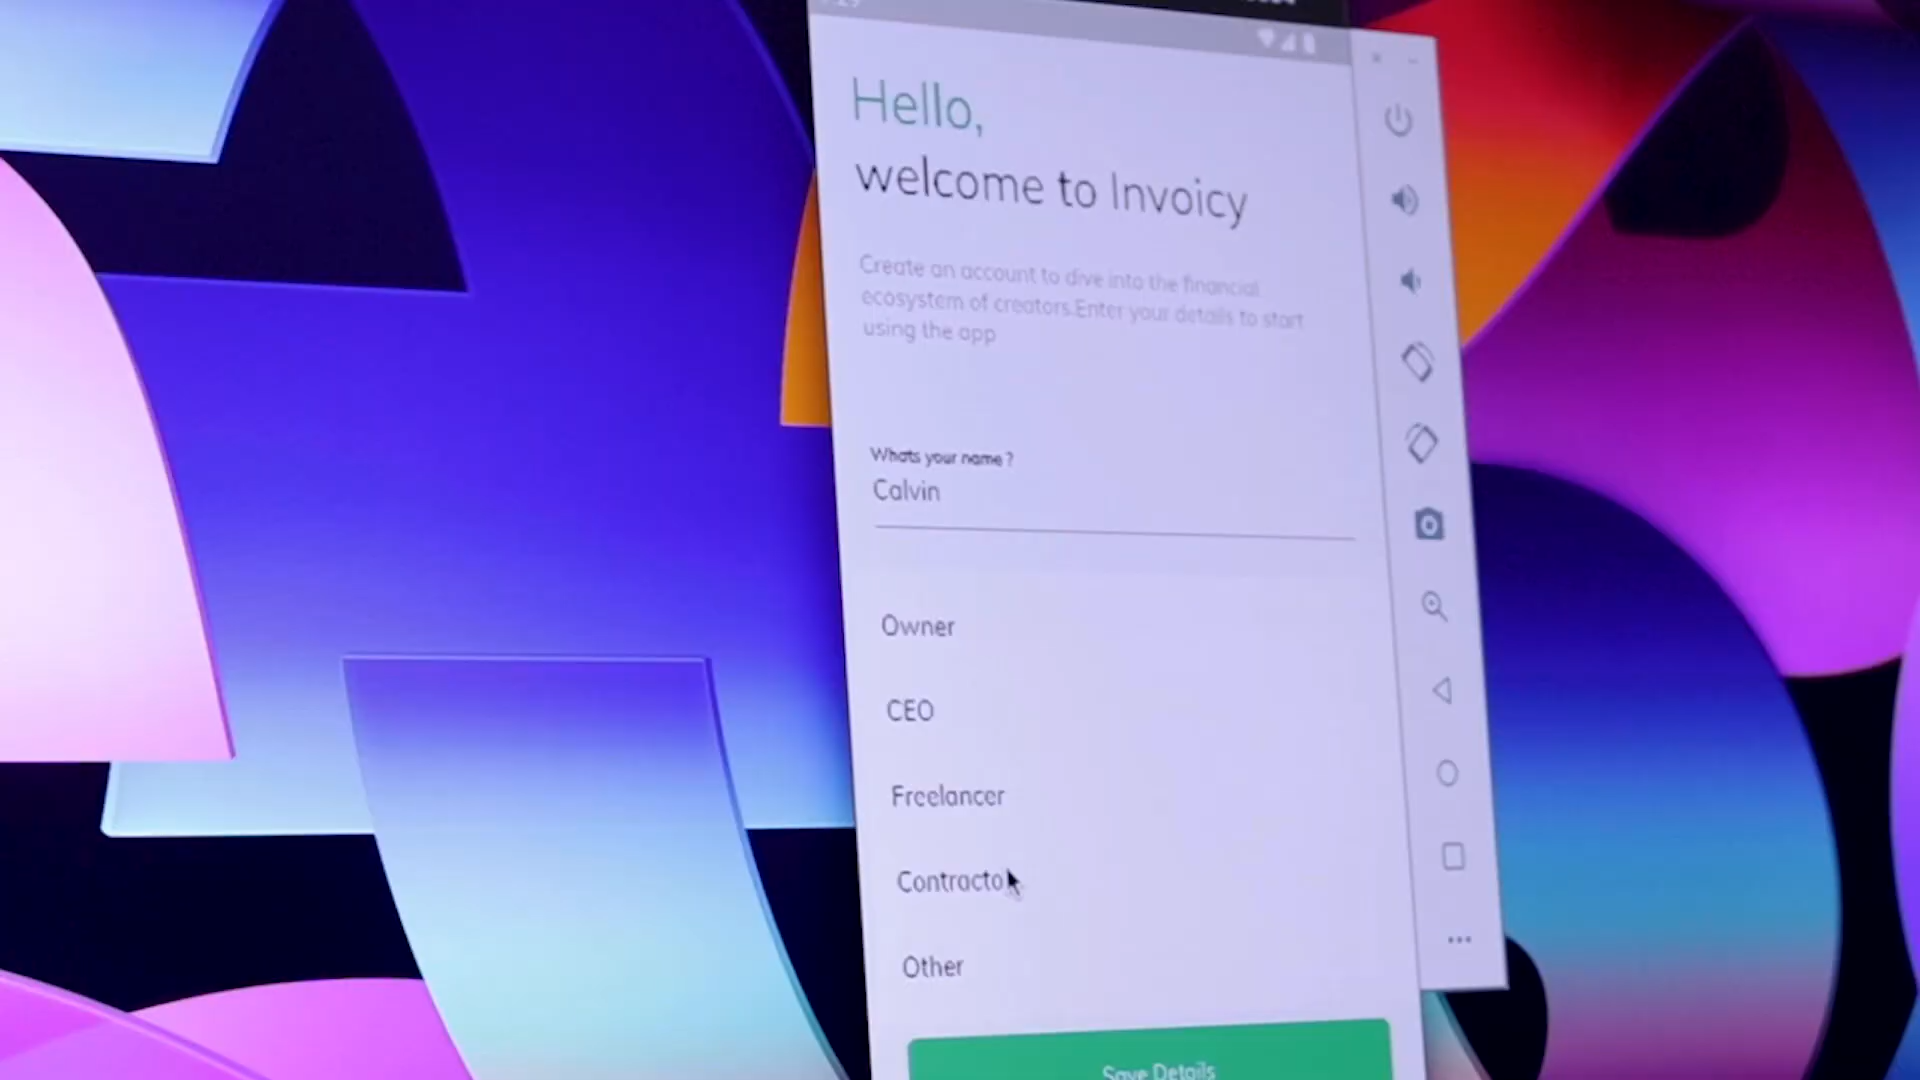 Hello,
welcome to Invoicy
Create an account to dive into the financial
ecosystem of creators.Enter your details to start
using the app
Whats your name ?
Calvin
Owner
CEO
Freelancer
Contracto
Other
Save Details